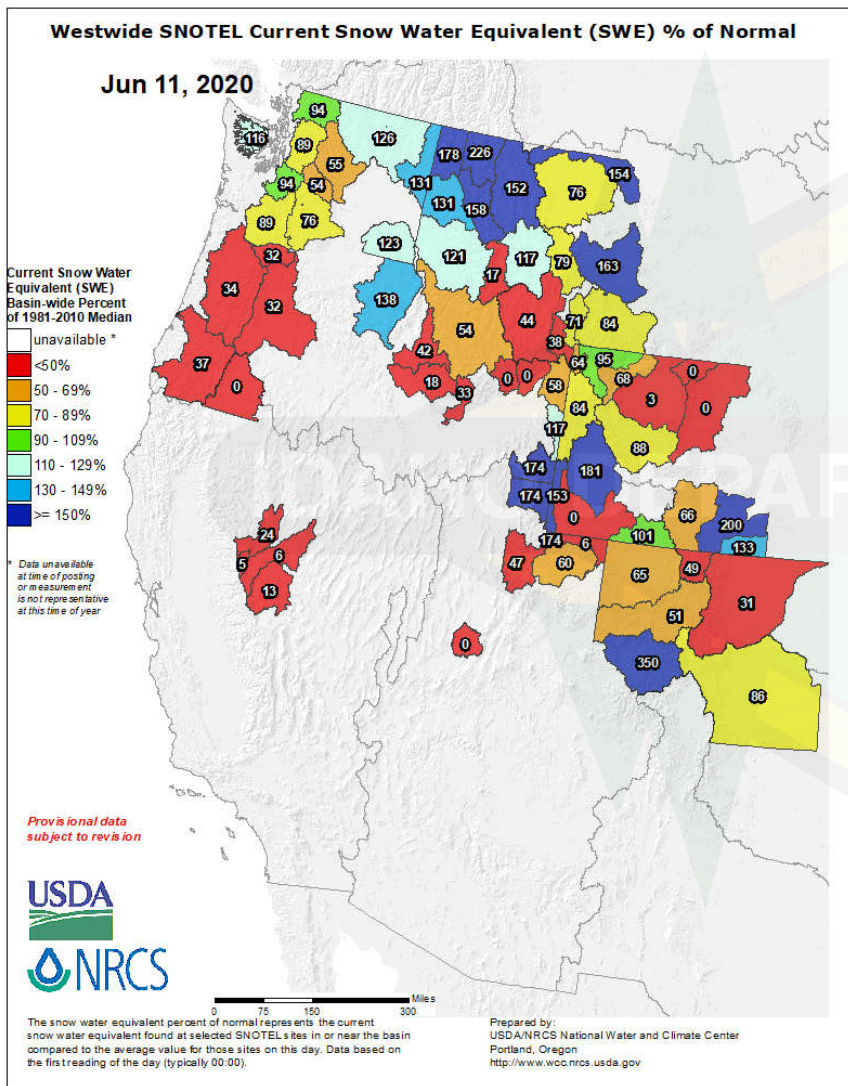 Westwide SNOTEL Current Snow Water Equivalent (SWE) % of Normal
Jun 11, 2020
94
116
126
89
55
178
226
154
94
54
131
152
76
131
158
89
76
123
121
117
79
163
32
17
34
138
32
44
71
84
54
38
42
64
95
37
0
18
33
0
0
58
68
0
3
0
84
117
88
174
181
174
153
0
66
200
101
133
174
6
47
60
65
49
31
51
24
5
6
13
0
350
86
Current Snow Water
Equivalent (SWE)
Basin-wide Percent
of 1981-2010 Median
unavailable *
<50%
50 - 69%
70 - 89%
90 - 109%
110 - 129%
130 - 149%
>= 150%
* Data unavailable
at time of posting
or measurement
is not representative
at this time of year
Provisional data
subject to revision
USDA
NRCS
Miles
0 75 150 300
The snow water equivalent percent of normal represents the current
snow water equivalent found at selected SNOTEL sites in or near the basin
compared to the average value for those sites on this day. Data based on
the first reading of the day (typically 00:00).
Prepared by:
USDA/NRCS National Water and Climate Center
Portland, Oregon
http://www.wcc.nrcs.usda.gov